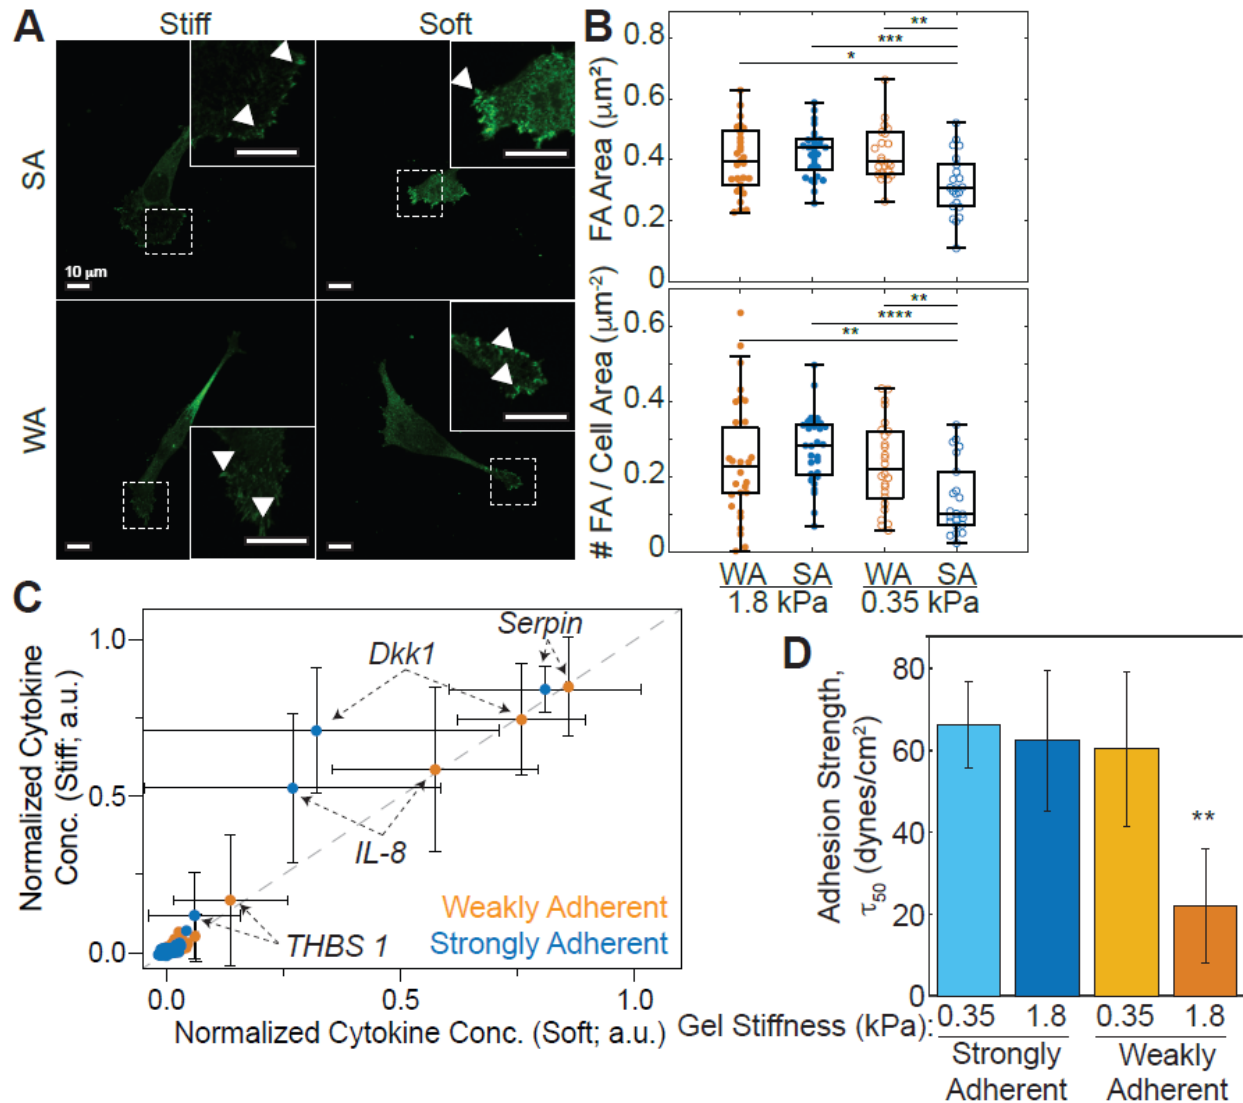 A
Stiff
Soft
SA
WA
10 μm
B
FA Area (μm²)
0.8
0.6
0.4
0.2
0
**
***
*
# FA / Cell Area (μm⁻²)
0.6
0.4
0.2
0
**
****
**
WA SA WA SA
1.8 kPa 0.35 kPa
C
Normalized Cytokine
Conc. (Stiff; a.u.)
1.0
0.5
0.0
Serpin
Dkk1
IL-8
THBS 1
Weakly Adherent
Strongly Adherent
0.0 0.5 1.0
Normalized Cytokine Conc. (Soft; a.u.)
D
Adhesion Strength,
τ₅₀ (dynes/cm²)
80
60
40
20
0
**
Gel Stiffness (kPa): 0.35 1.8 0.35 1.8
Strongly Weakly
Adherent Adherent